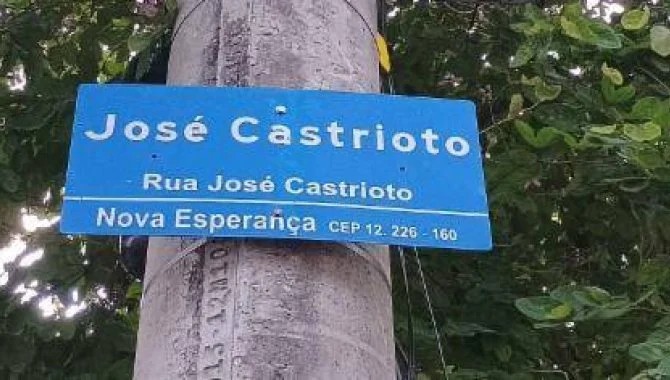 José Castrioto
Rua José Castrioto
Nova Esperança CEP 12. 226 - 160